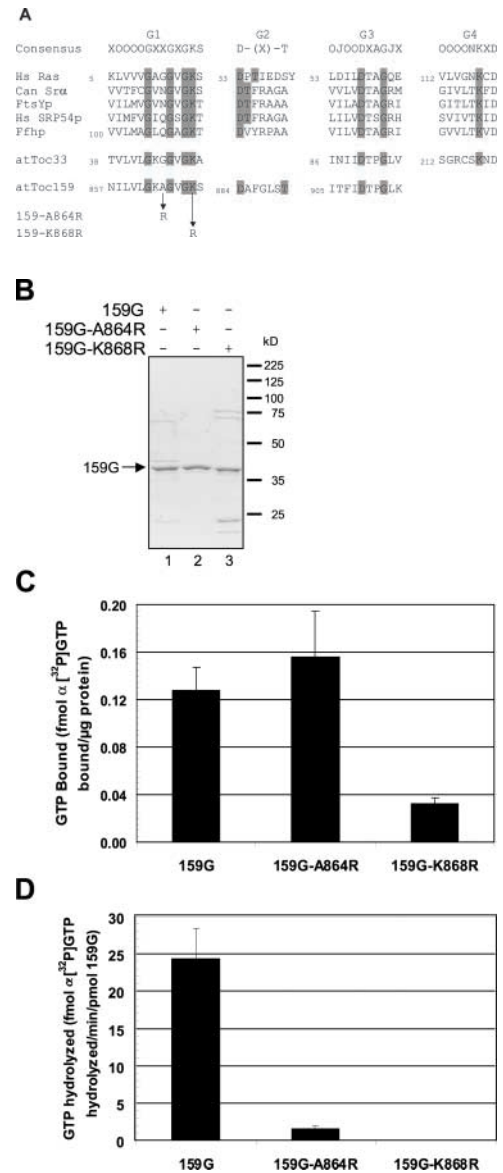 A
G1 G2 G3 G4
Consensus XOOOOGXXGXGKS D-(X)-T OJOODXAGJX OOOONKXD
Hs Ras 5 KLVVVGAGGVGKS 33 DPTIEDSY 53 LDILDTAGQE 112 VLVGNKCD
Can Srα VVTFCGVNGVGKS DTFRAGA VVLVDTAGRM GIVLTKFD
FtsYp VILMVGVNGVGKT DTFRAAA VVIADTAGRI GITLTKLD
Hs SRP54p VIMFVGIQGSGKT DTFRAGA IIIVDTSGRH SVIVTKID
Ffhp 100 VVLMAGLQGAGKT DVYRPAA VVLVDTAGRL GVVLTKVD
atToc33 38 TVLVLGKGGVGKA 86 INIIDTPGLV 212 SGRCSKND
atToc159 857 NILVLGKAGVGKS 884 DAFGLST 905 ITFIDTPGLK
159-A864R R
159-K868R R
B
159G + – –
159G-A864R – + –
159G-K868R – – +
kD
225
125
100
75
50
159G
35
25
1 2 3
C
GTP Bound (fmol α [32P]GTP bound/µg protein)
0.20
0.16
0.12
0.08
0.04
0.00
159G 159G-A864R 159G-K868R
D
GTP hydrolyzed (fmol α[32P]GTP hydrolyzed/min/pmol 159G)
30
25
20
15
10
5
0
159G 159G-A864R 159G-K868R